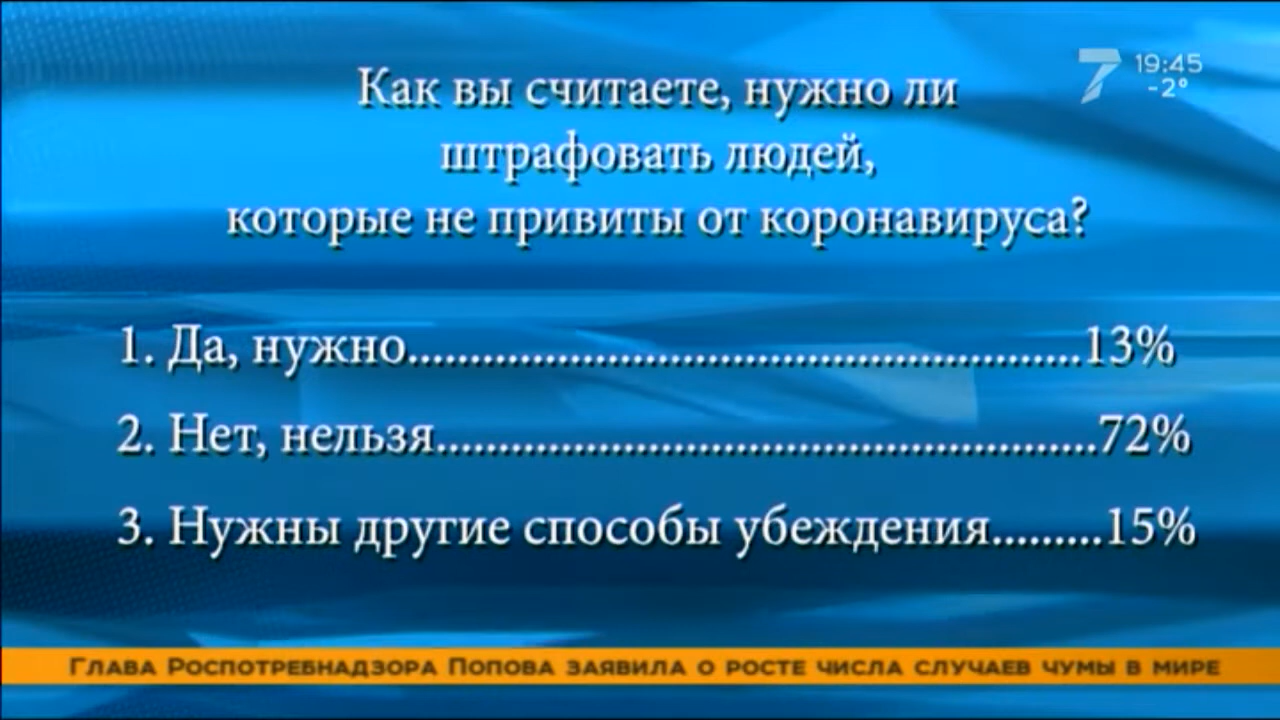 7 19:45
-2°
Как вы считаете, нужно ли
штрафовать людей,
которые не привиты от коронавируса?
1. Да, нужно......................................................13%
2. Нет, нельзя.....................................................72%
3. Нужны другие способы убеждения.........15%
Глава Роспотребнадзора Попова заявила о росте числа случаев чумы в мире